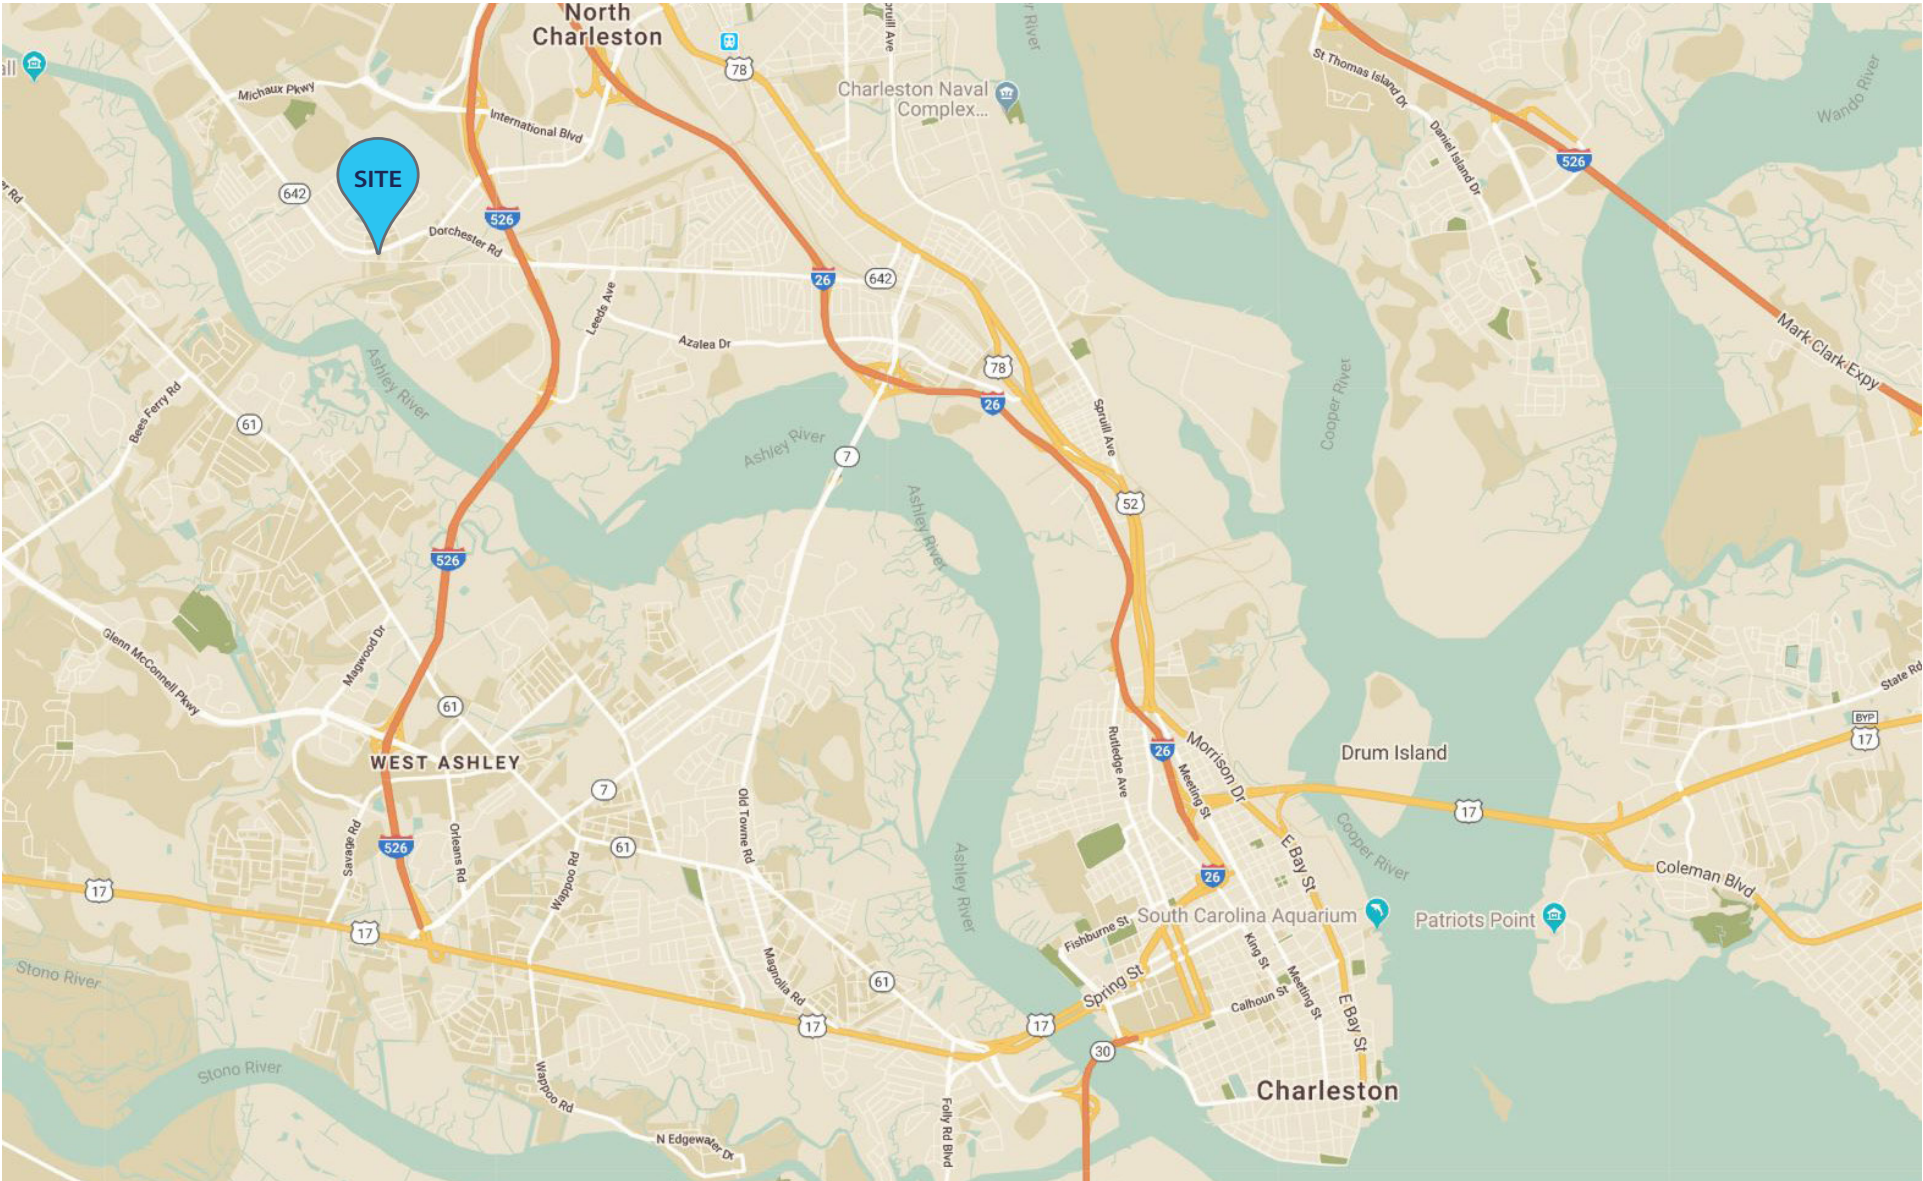 North
Charleston
78
Spruill Ave
Charleston Naval
Complex...
St Thomas Island Dr
Wando River
all
Michaux Pkwy
International Blvd
Daniel Island Dr
526
SITE
642
526
Dorchester Rd
26
642
Leeds Ave
Azalea Dr
Mark Clark Expy
Ashley River
78
26
Cooper River
Bees Ferry Rd
61
Spruill Ave
Ashley River
7
52
Ashley River
526
Glenn McConnell Pkwy
Magwood Dr
61
State Rd
BYP
17
WEST ASHLEY
Rutledge Ave
26
Morrison Dr
Drum Island
Meeting St
7
17
Old Towne Rd
Savage Rd
526
Orleans Rd
61
Wappoo Rd
E Bay St
Cooper River
Coleman Blvd
26
17
Ashley River
South Carolina Aquarium
Patriots Point
17
Fishburne St
King St
Stono River
Magnolia Rd
61
Spring St
Meeting St
Calhoun St
E Bay St
17
17
30
Stono River
Wappoo Rd
Charleston
Folly Rd Blvd
N Edgewater Dr